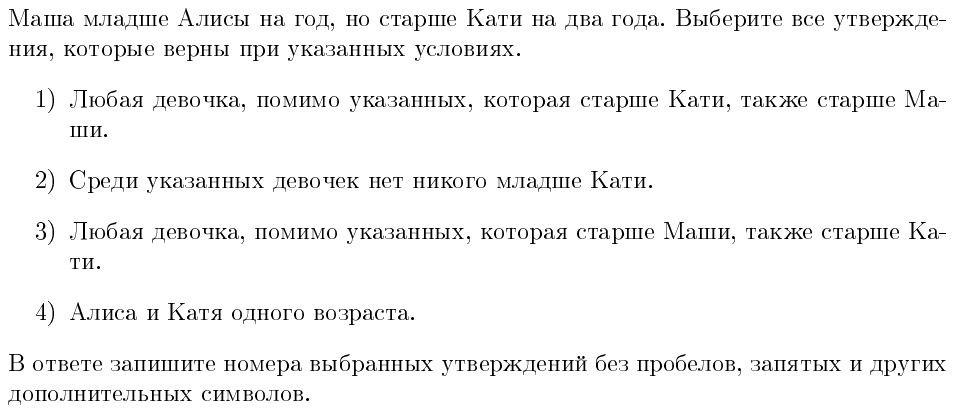 Маша младше Алисы на год, но старше Кати на два года. Выберите все утвержде-
ния, которые верны при указанных условиях.
1) Любая девочка, помимо указанных, которая старше Кати, также старше Ма-
ши.
2) Среди указанных девочек нет никого младше Кати.
3) Любая девочка, помимо указанных, которая старше Маши, также старше Ка-
ти.
4) Алиса и Катя одного возраста.
В ответе запишите номера выбранных утверждений без пробелов, запятых и других
дополнительных символов.